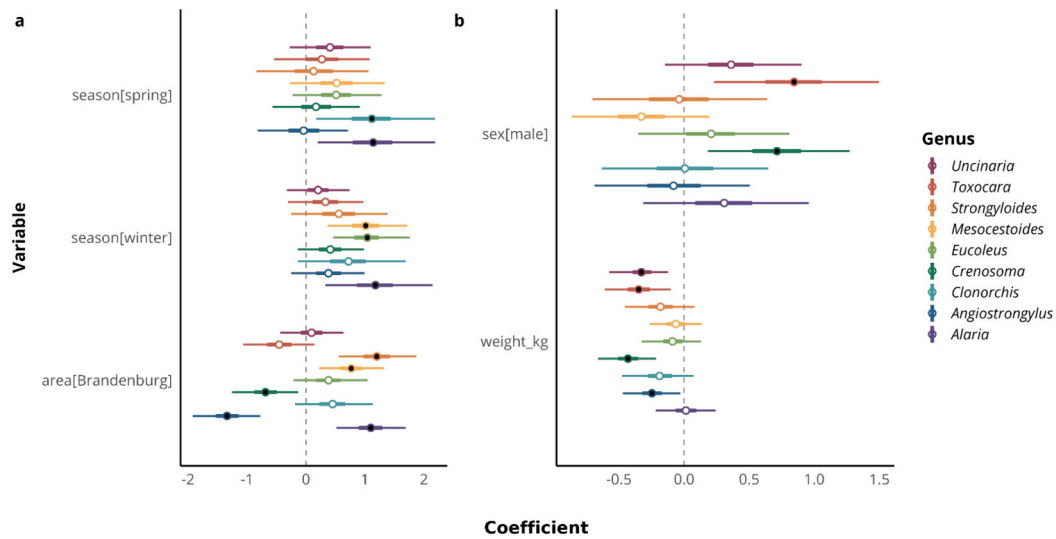 a
b
Variable
season[spring]
season[winter]
area[Brandenburg]
-2
-1
0
1
2
sex[male]
weight_kg
-0.5
0.0
0.5
1.0
1.5
Coefficient
Genus
Uncinaria
Toxocara
Strongyloides
Mesocestoides
Eucoleus
Crenosoma
Clonorchis
Angiostrongylus
Alaria